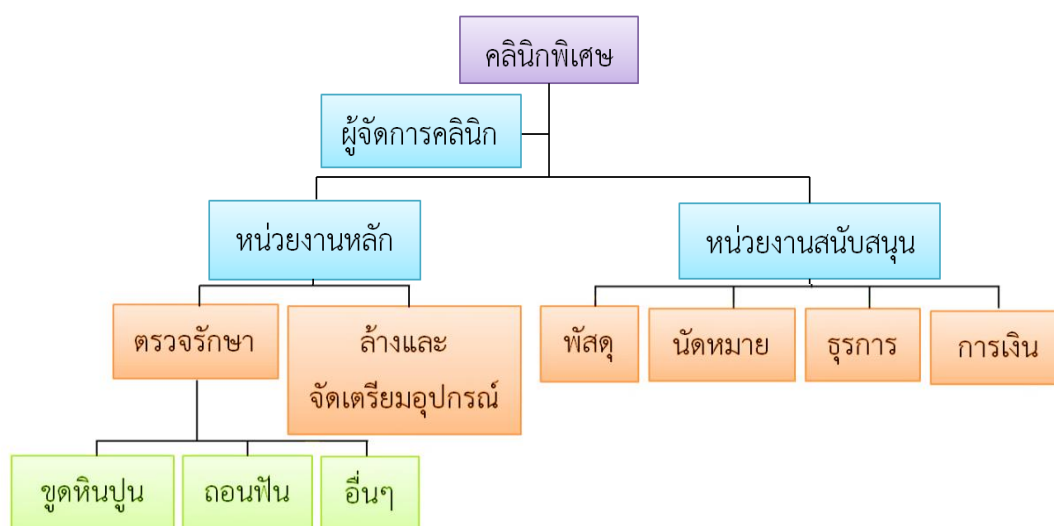 คลินิกพิเศษ
ผู้จัดการคลินิก
หน่วยงานหลัก
หน่วยงานสนับสนุน
ตรวจรักษา
ล้างและ
จัดเตรียมอุปกรณ์
พัสดุ
นัดหมาย
ธุรการ
การเงิน
ขูดหินปูน
ถอนฟัน
อื่นๆ